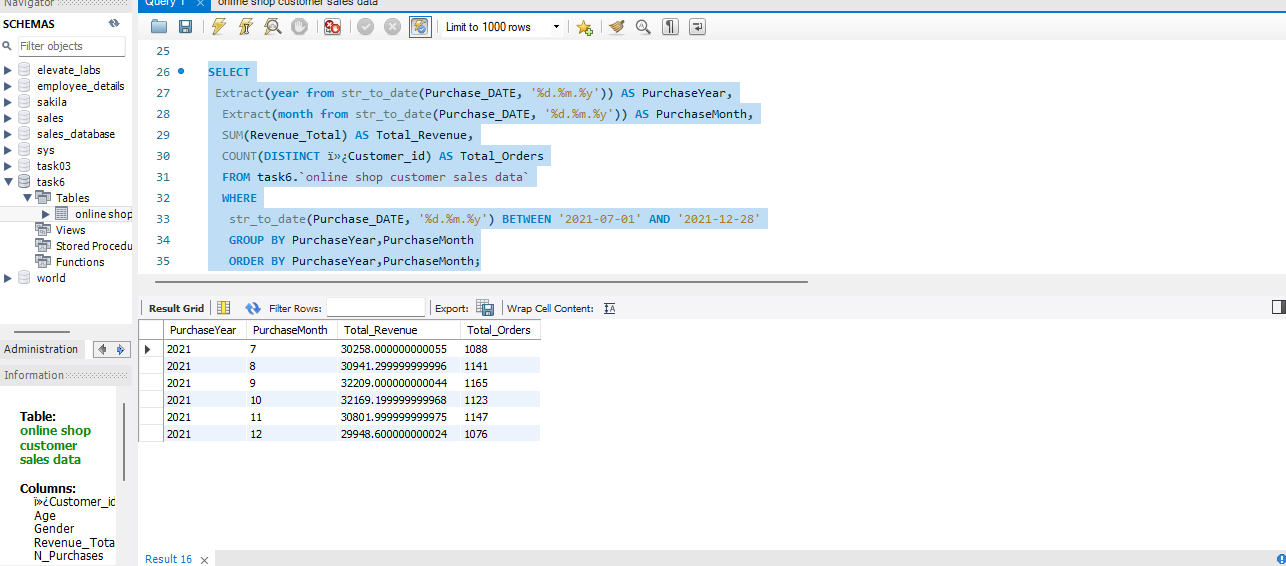 Navigator
SCHEMAS
Filter objects
elevate_labs
employee_details
sakila
sales
sales_database
sys
task03
task6
Tables
online shop
Views
Stored Procedu
Functions
world
Administration
Information
Table:
online shop
customer
sales data
Columns:
ï»¿Customer_id
Age
Gender
Revenue_Tota
N_Purchases
Query 1
online shop customer sales data
Limit to 1000 rows
25
26 SELECT
27 Extract(year from str_to_date(Purchase_DATE, '%d.%m.%y')) AS PurchaseYear,
28 Extract(month from str_to_date(Purchase_DATE, '%d.%m.%y')) AS PurchaseMonth,
29 SUM(Revenue_Total) AS Total_Revenue,
30 COUNT(DISTINCT ï»¿Customer_id) AS Total_Orders
31 FROM task6.`online shop customer sales data`
32 WHERE
33 str_to_date(Purchase_DATE, '%d.%m.%y') BETWEEN '2021-07-01' AND '2021-12-28'
34 GROUP BY PurchaseYear,PurchaseMonth
35 ORDER BY PurchaseYear,PurchaseMonth;
Result Grid Filter Rows: Export: Wrap Cell Content:
PurchaseYear PurchaseMonth Total_Revenue Total_Orders
2021 7 30258.000000000055 1088
2021 8 30941.299999999996 1141
2021 9 32209.000000000044 1165
2021 10 32169.199999999968 1123
2021 11 30801.999999999975 1147
2021 12 29948.600000000024 1076
Result 16